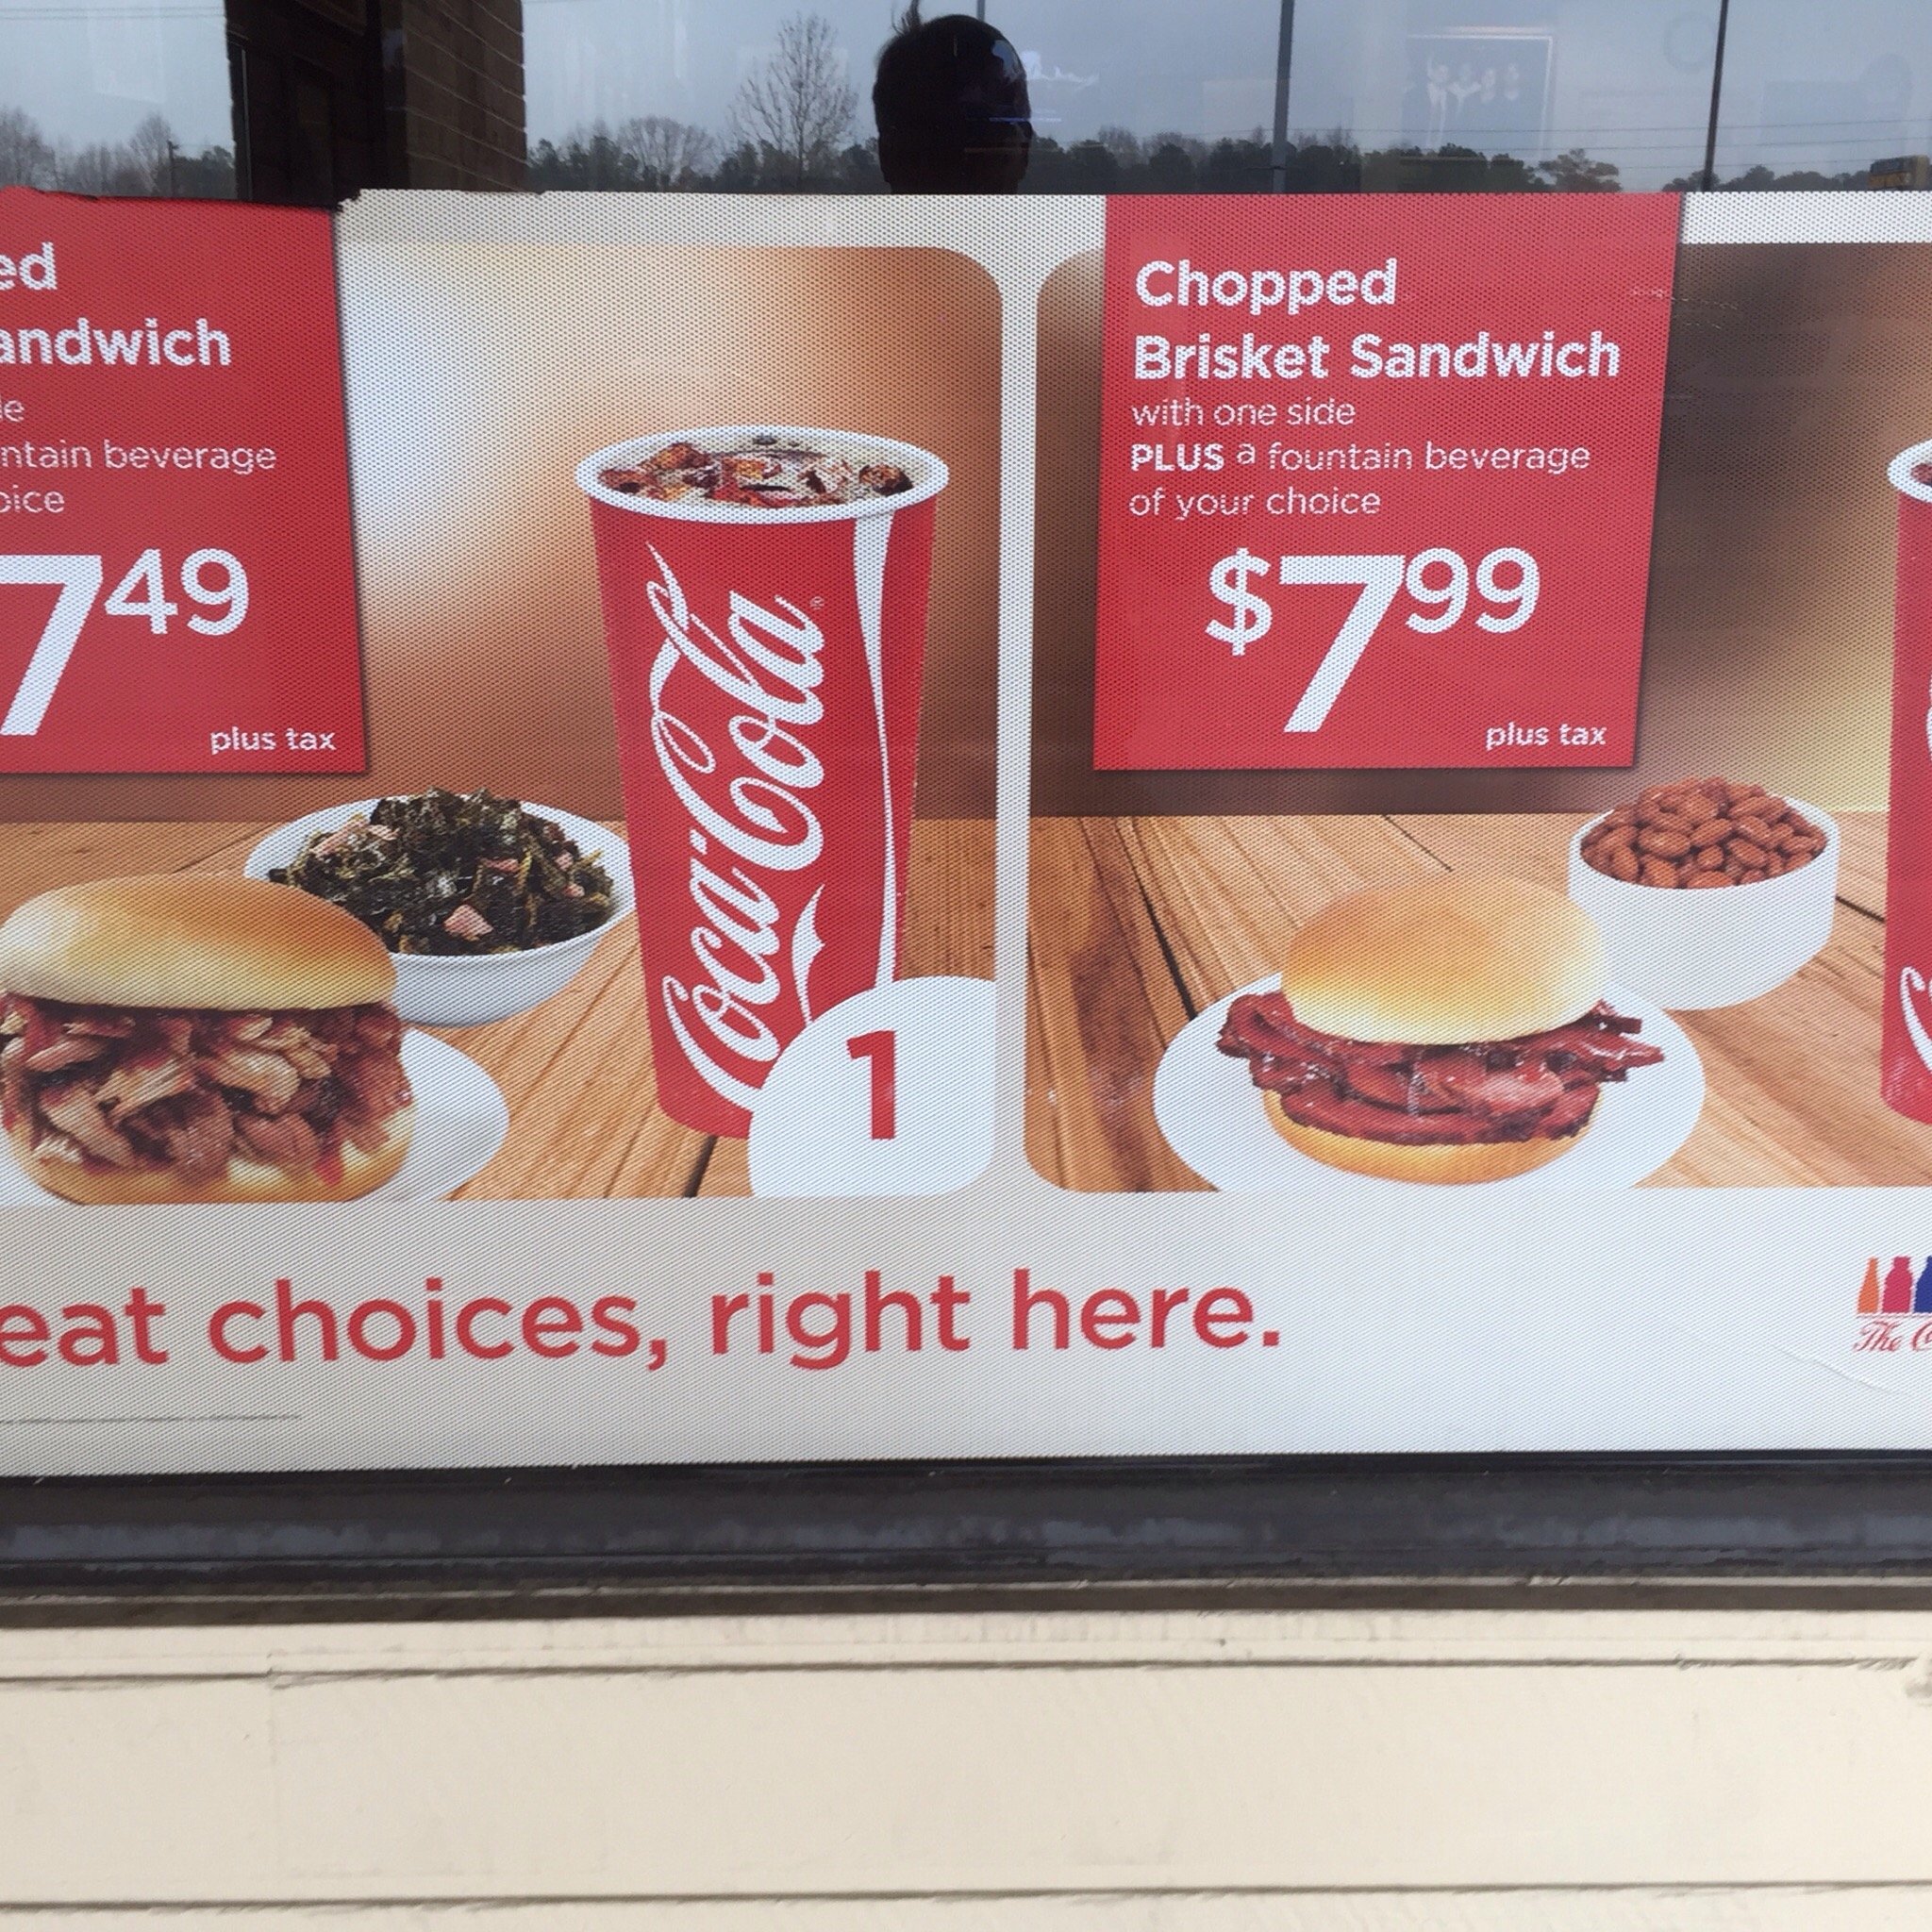 ed
andwich
le
ntain beverage
oice
749
plus tax
Coca-Cola
1
Chopped
Brisket Sandwich
with one side
PLUS a fountain beverage
of your choice
$799
plus tax
eat choices, right here.
The C